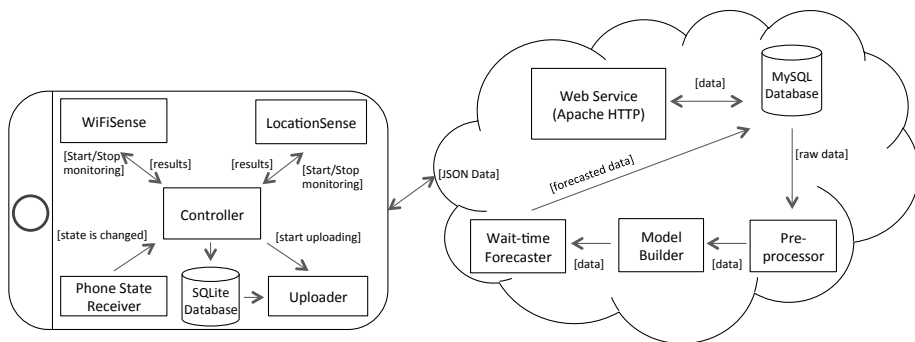 WiFiSense
LocationSense
[Start/Stop
monitoring]
[results]
[results]
[Start/Stop
monitoring]
Controller
[state is changed]
[start uploading]
Phone State
Receiver
SQLite
Database
Uploader
[JSON Data]
Web Service
(Apache HTTP)
[data]
MySQL
Database
[forecasted data]
[raw data]
Wait-time
Forecaster
[data]
Model
Builder
[data]
Pre-
processor